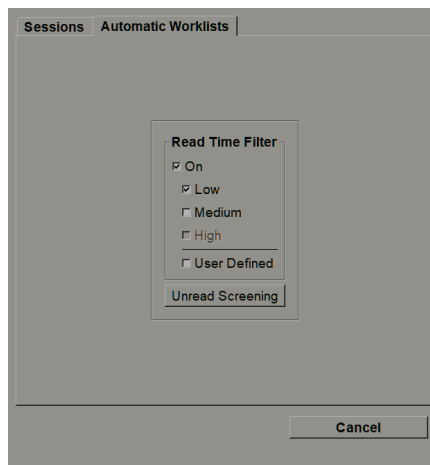 Sessions Automatic Worklists
Read Time Filter
On
Low
Medium
High
User Defined
Unread Screening
Cancel